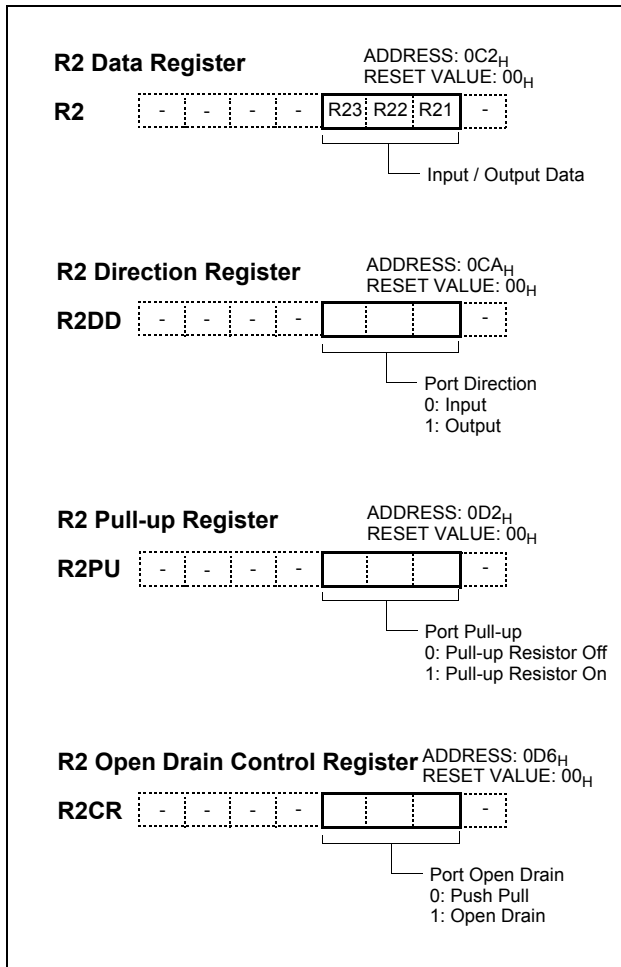 R2 Data Register
ADDRESS: 0C2H
RESET VALUE: 00H
R2 - - - - R23 R22 R21 -
Input / Output Data
R2 Direction Register
ADDRESS: 0CAH
RESET VALUE: 00H
R2DD - - - - -
Port Direction
0: Input
1: Output
R2 Pull-up Register
ADDRESS: 0D2H
RESET VALUE: 00H
R2PU - - - - -
Port Pull-up
0: Pull-up Resistor Off
1: Pull-up Resistor On
R2 Open Drain Control Register
ADDRESS: 0D6H
RESET VALUE: 00H
R2CR - - - - -
Port Open Drain
0: Push Pull
1: Open Drain